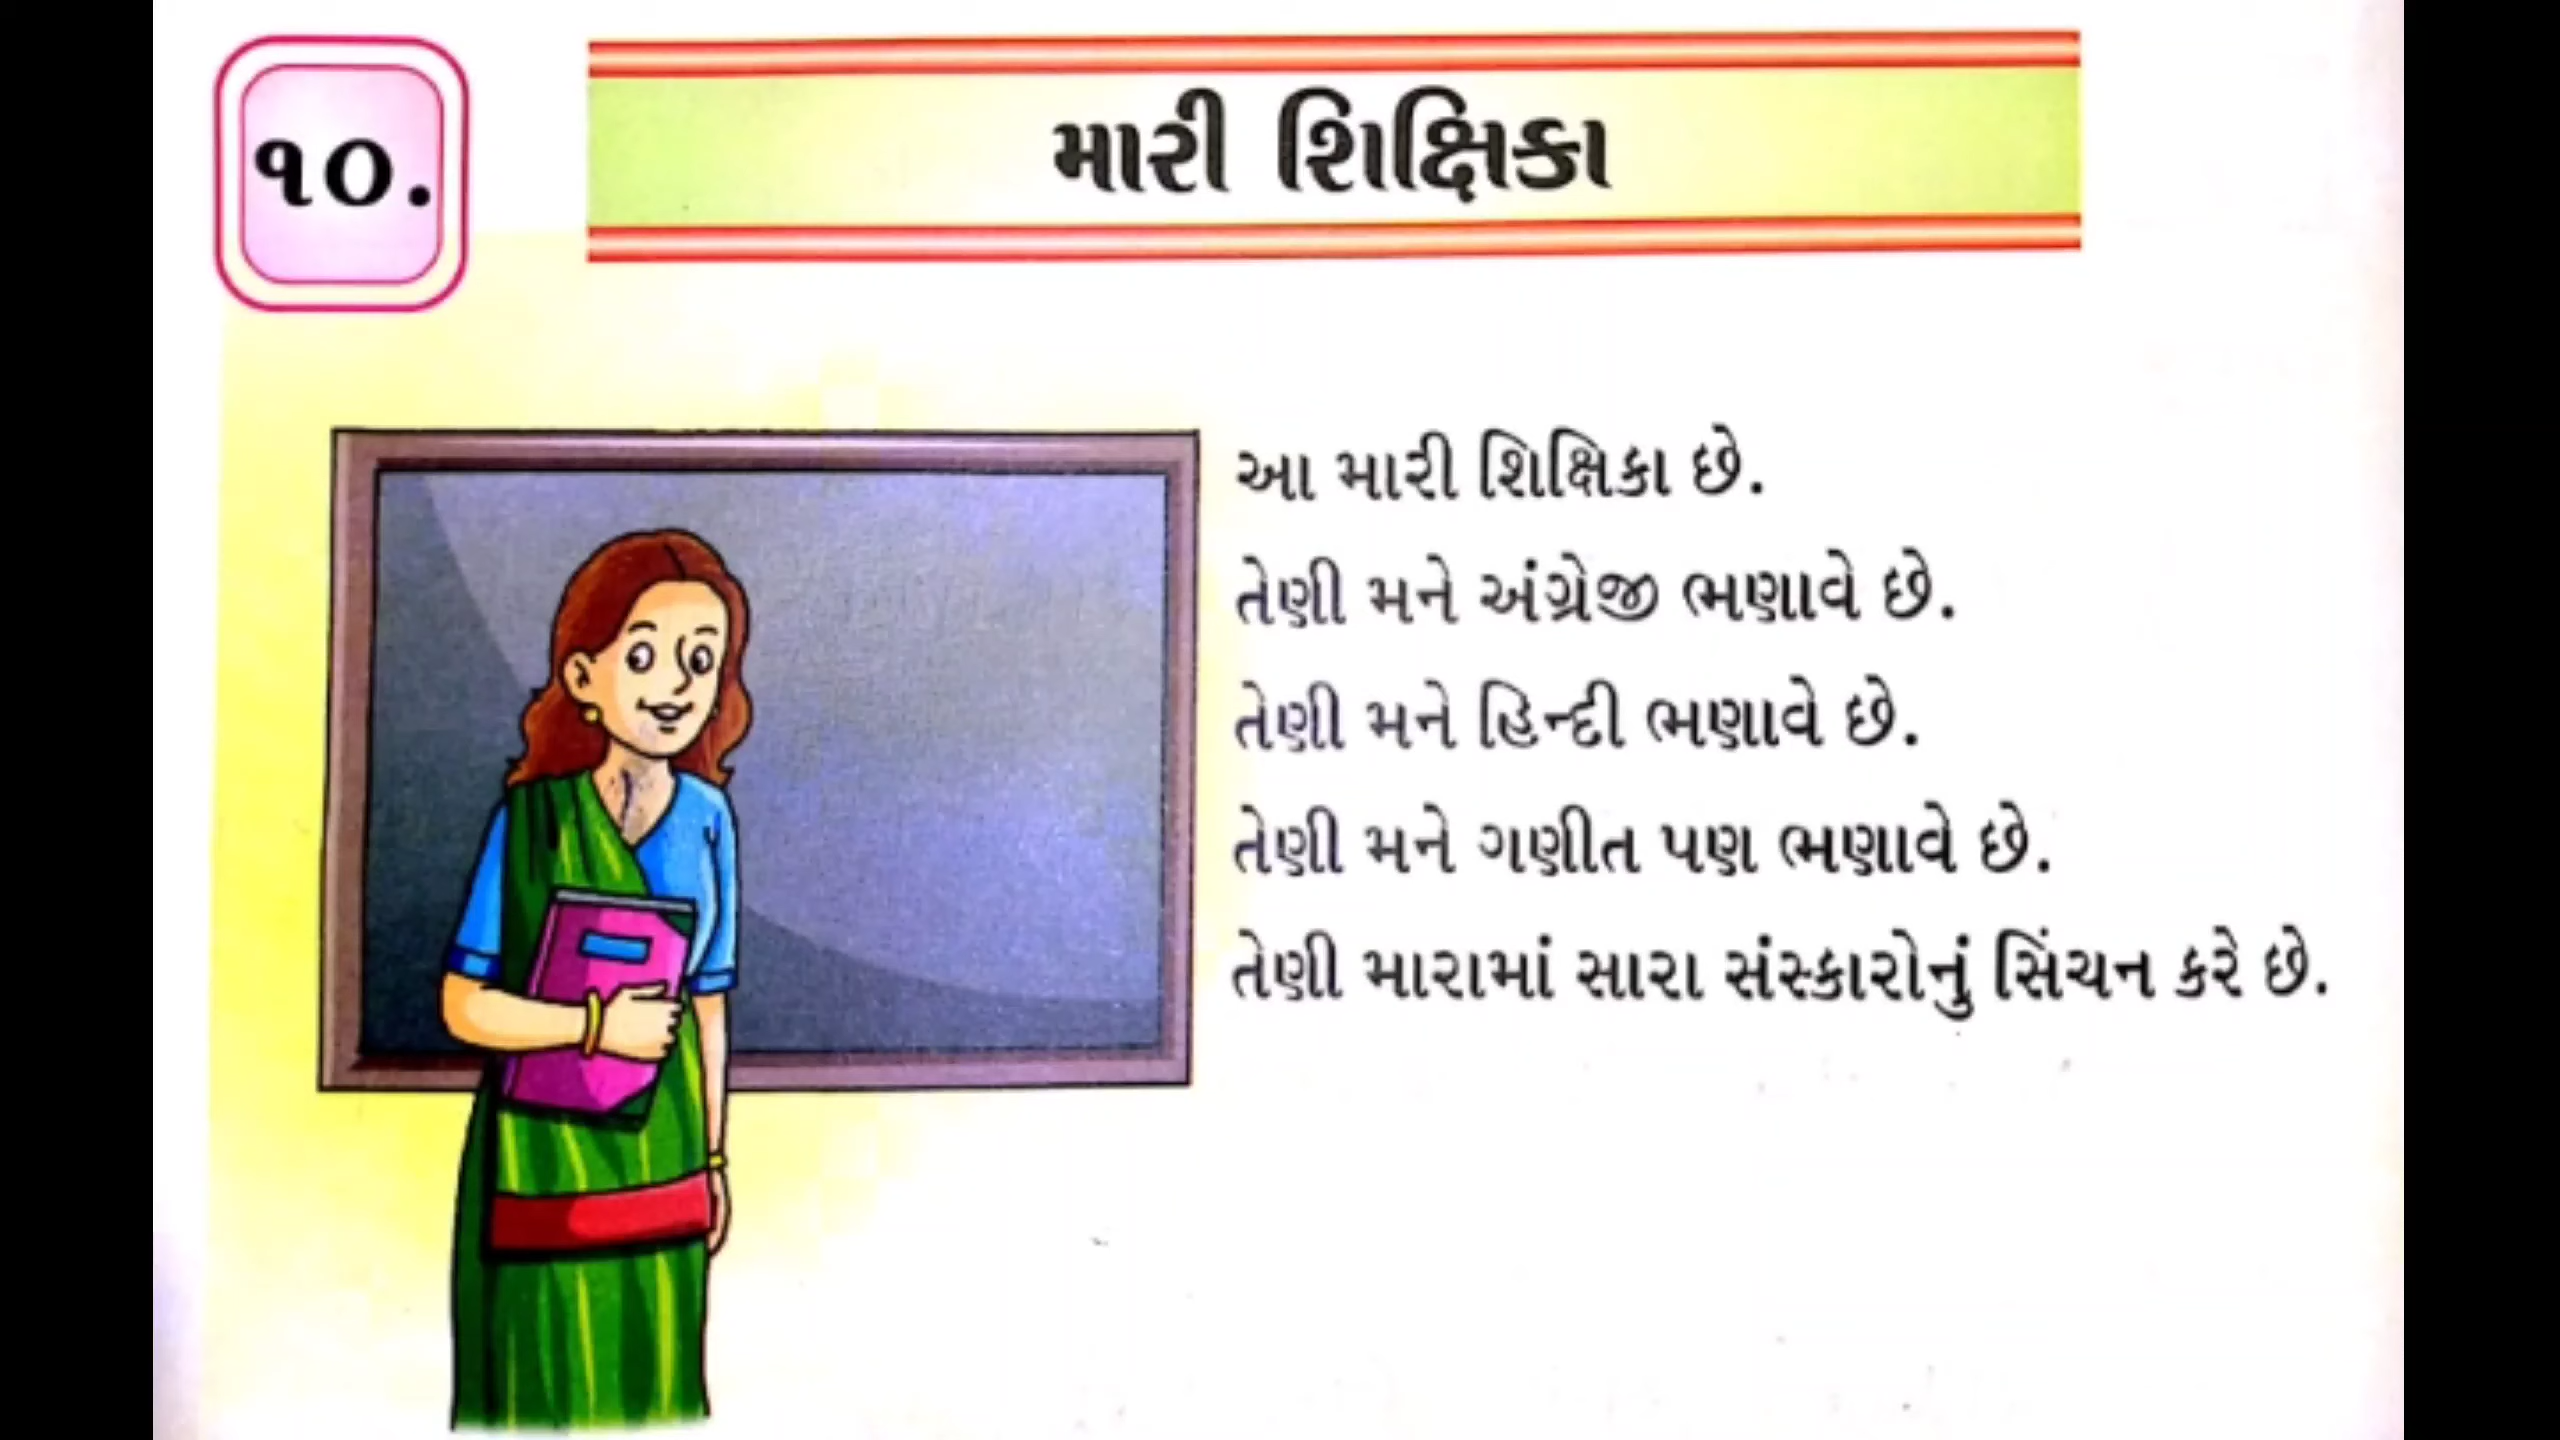 ૧૦.
મારી શિક્ષિકા
આ મારી શિક્ષિકા છે.
તેણી મને અંગ્રેજી ભણાવે છે.
તેણી મને હિન્દી ભણાવે છે.
તેણી મને ગણીત પણ ભણાવે છે.
તેણી મારામાં સારા સંસ્કારોનું સિંચન કરે છે.